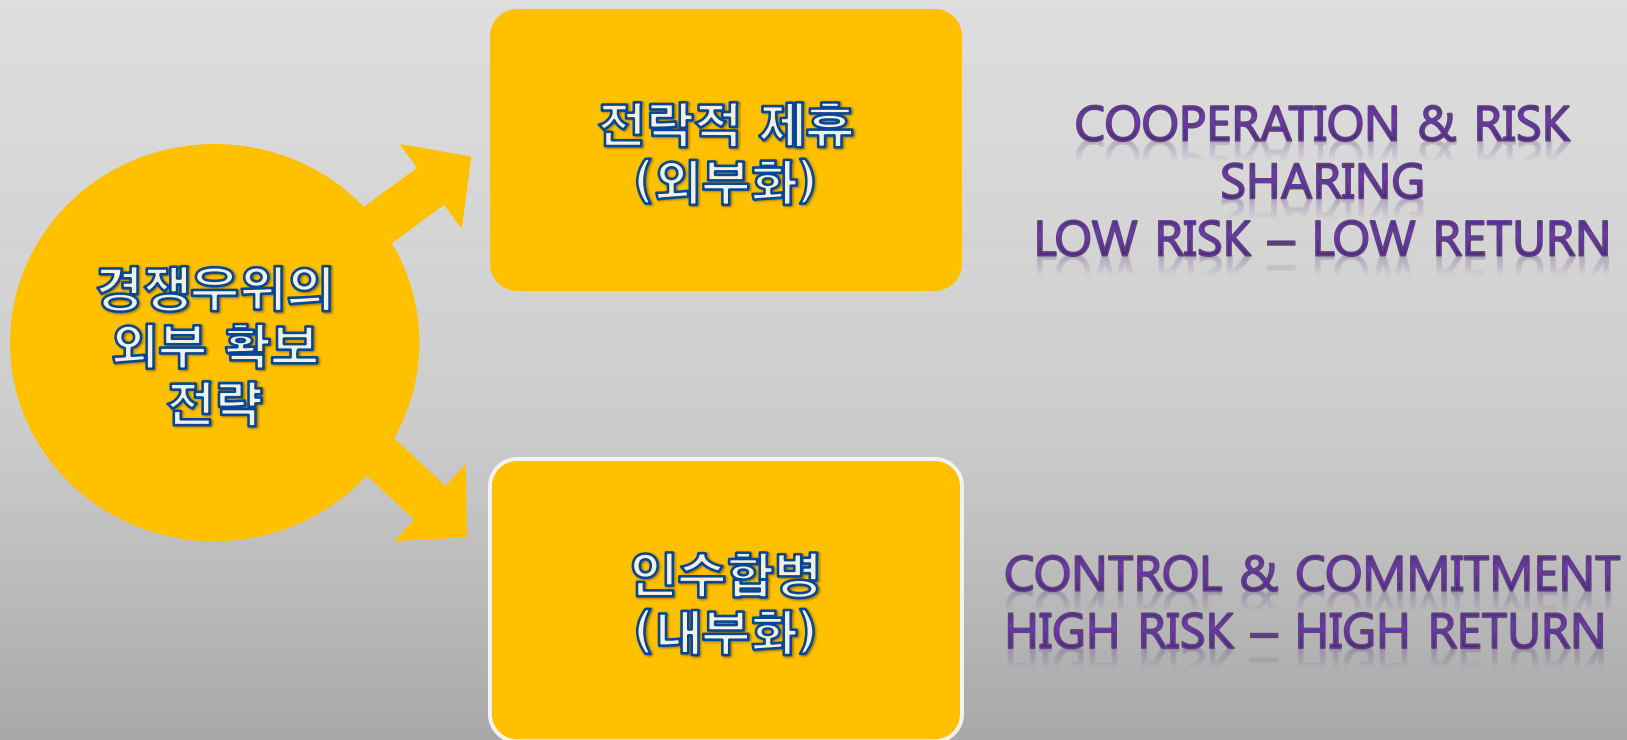 경쟁우위의
외부 확보
전략
전략적 제휴
(외부화)
COOPERATION & RISK
SHARING
LOW RISK – LOW RETURN
인수합병
(내부화)
CONTROL & COMMITMENT
HIGH RISK – HIGH RETURN